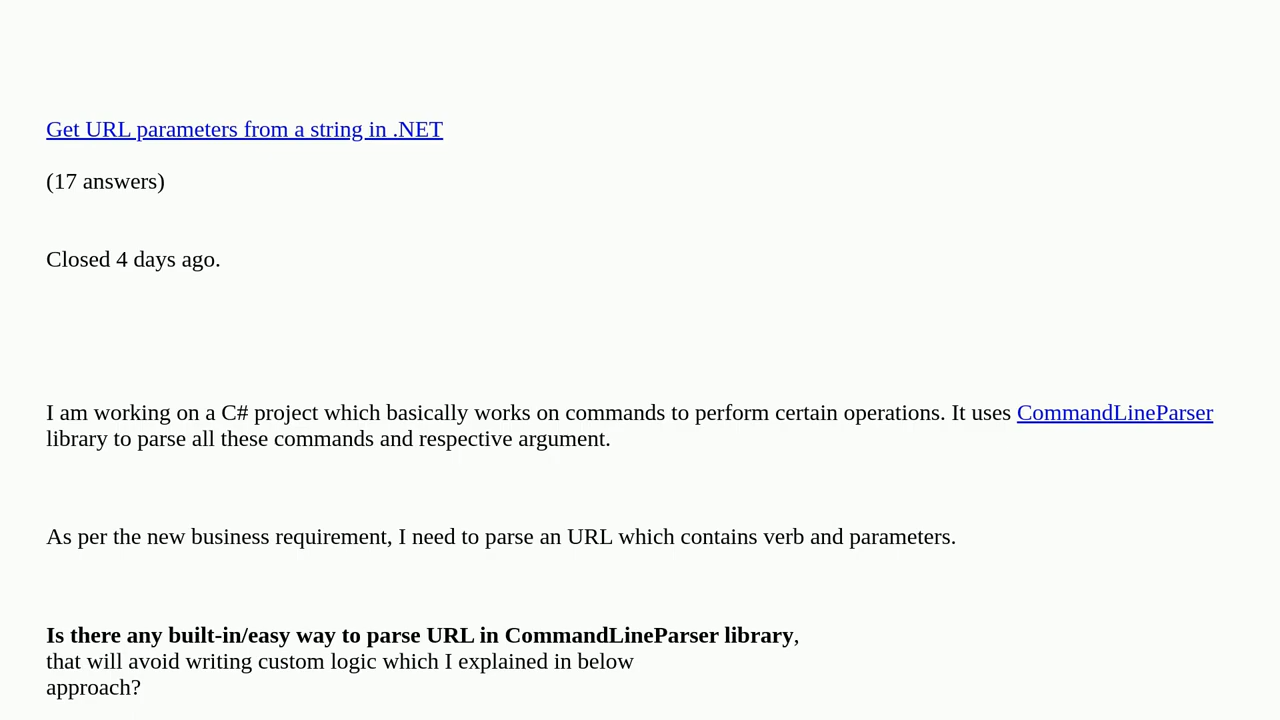 Get URL parameters from a string in .NET
(17 answers)
Closed 4 days ago.
I am working on a C# project which basically works on commands to perform certain operations. It uses CommandLineParser
library to parse all these commands and respective argument.
As per the new business requirement, I need to parse an URL which contains verb and parameters.
Is there any built-in/easy way to parse URL in CommandLineParser library,
that will avoid writing custom logic which I explained in below
approach?